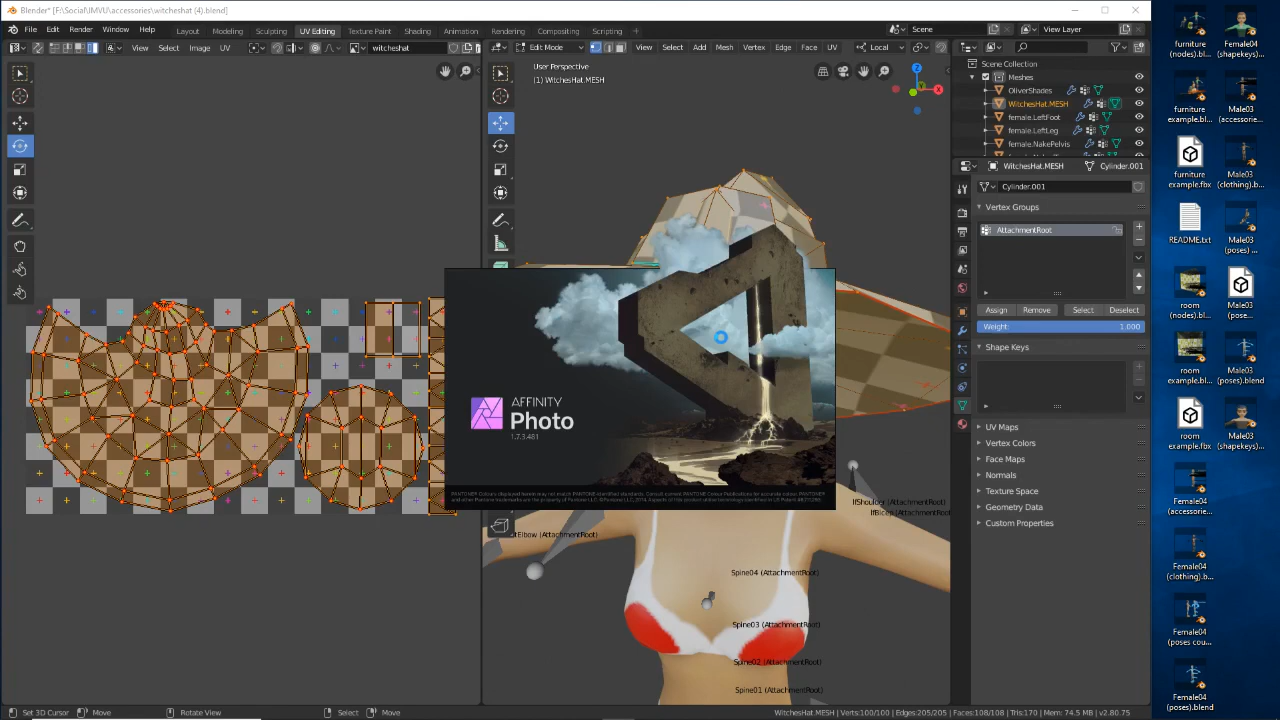 Blender* [F:\Social\IMVU\accessories\witcheshat (4).blend]
File Edit Render Window Help Layout Modeling Sculpting UV Editing Texture Paint Shading Animation Rendering Compositing Scripting + Scene View Layer
View Select Image UV witcheshat Edit Mode View Select Add Mesh Vertex Edge Face UV Local
User Perspective
(1) WitchesHat.MESH
Z
X
Scene Collection
Meshes
OliverShades
WitchesHat.MESH
female.LeftFoot
female.LeftLeg
female.NakePelvis
WitchesHat.MESH Cylinder.001
Cylinder.001
Vertex Groups
AttachmentRoot
Assign Remove Select Deselect
Weight: 1.000
Shape Keys
UV Maps
Vertex Colors
Face Maps
Normals
Texture Space
Geometry Data
Custom Properties
AFFINITY
Photo
1.7.3.481
lfShoulder (AttachmentRoot)
lfBicep (AttachmentRoot)
lfElbow (AttachmentRoot)
Spine04 (AttachmentRoot)
Spine03 (AttachmentRoot)
Spine02 (AttachmentRoot)
Spine01 (AttachmentRoot)
Set 3D Cursor Move Rotate View Select Move WitchesHat.MESH | Verts:100/100 | Edges:205/205 | Faces:108/108 | Tris:170 | Mem: 74.5 MB | v2.80.75
furniture
(nodes).bl...
Female04
(shapekeys)...
furniture
example.bl...
Male03
(accessorie...
furniture
example.fbx
Male03
(clothing).b...
README.txt
Male03
(poses) ...
room
(nodes).bl...
Male03
(pose...
room
example.bl...
Male03
(poses).blend
room
example.fbx
Male03
(shapekeys)...
Female04
(accessorie...
Female04
(clothing).b...
Female04
(poses cou...
Female04
(poses).blend